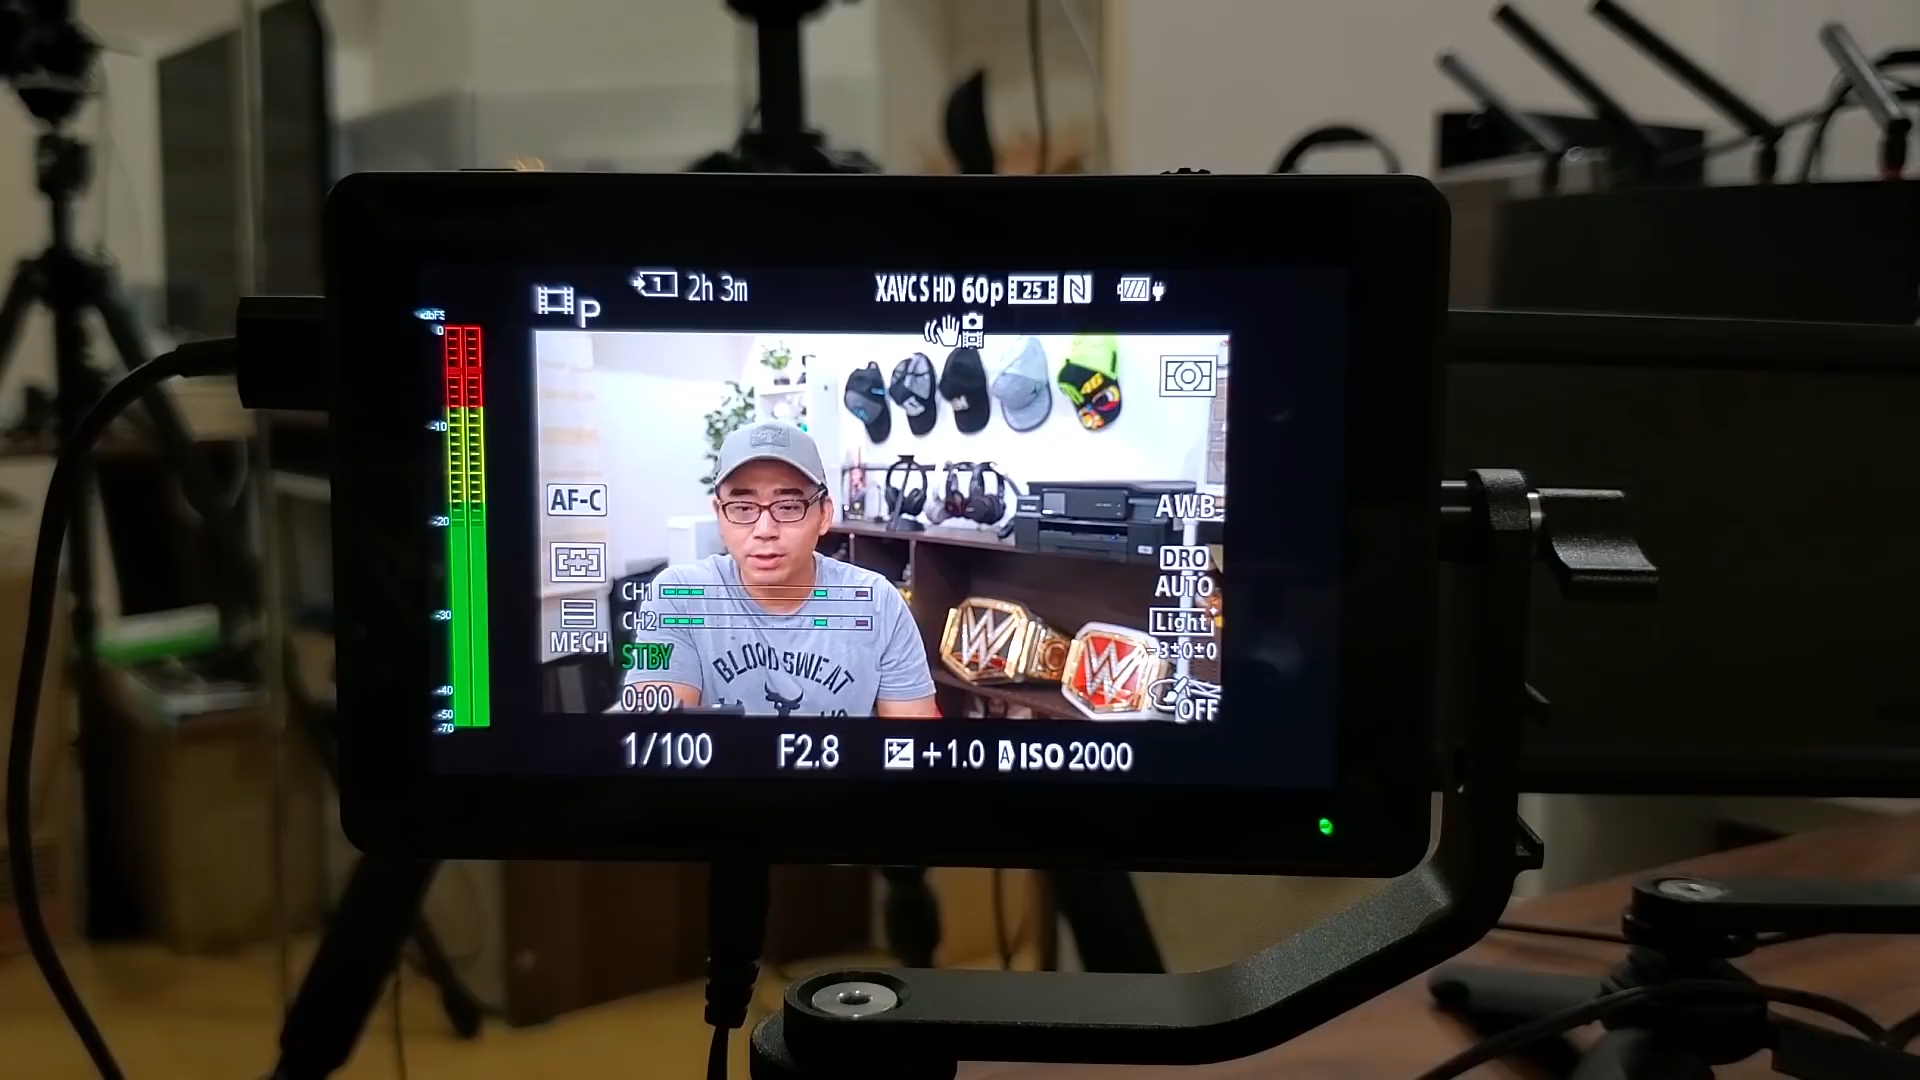 1 2h 3m XAVC S HD 60p 25 N
P
dbFS
0
-10
-20
-30
-40
-50
-70
AF-C
AWB
DRO
AUTO
CH1
CH2
Light
MECH
-3±0±0
STBY
0:00
OFF
BLOOD SWEAT
W W
1/100 F2.8 +1.0 A ISO 2000